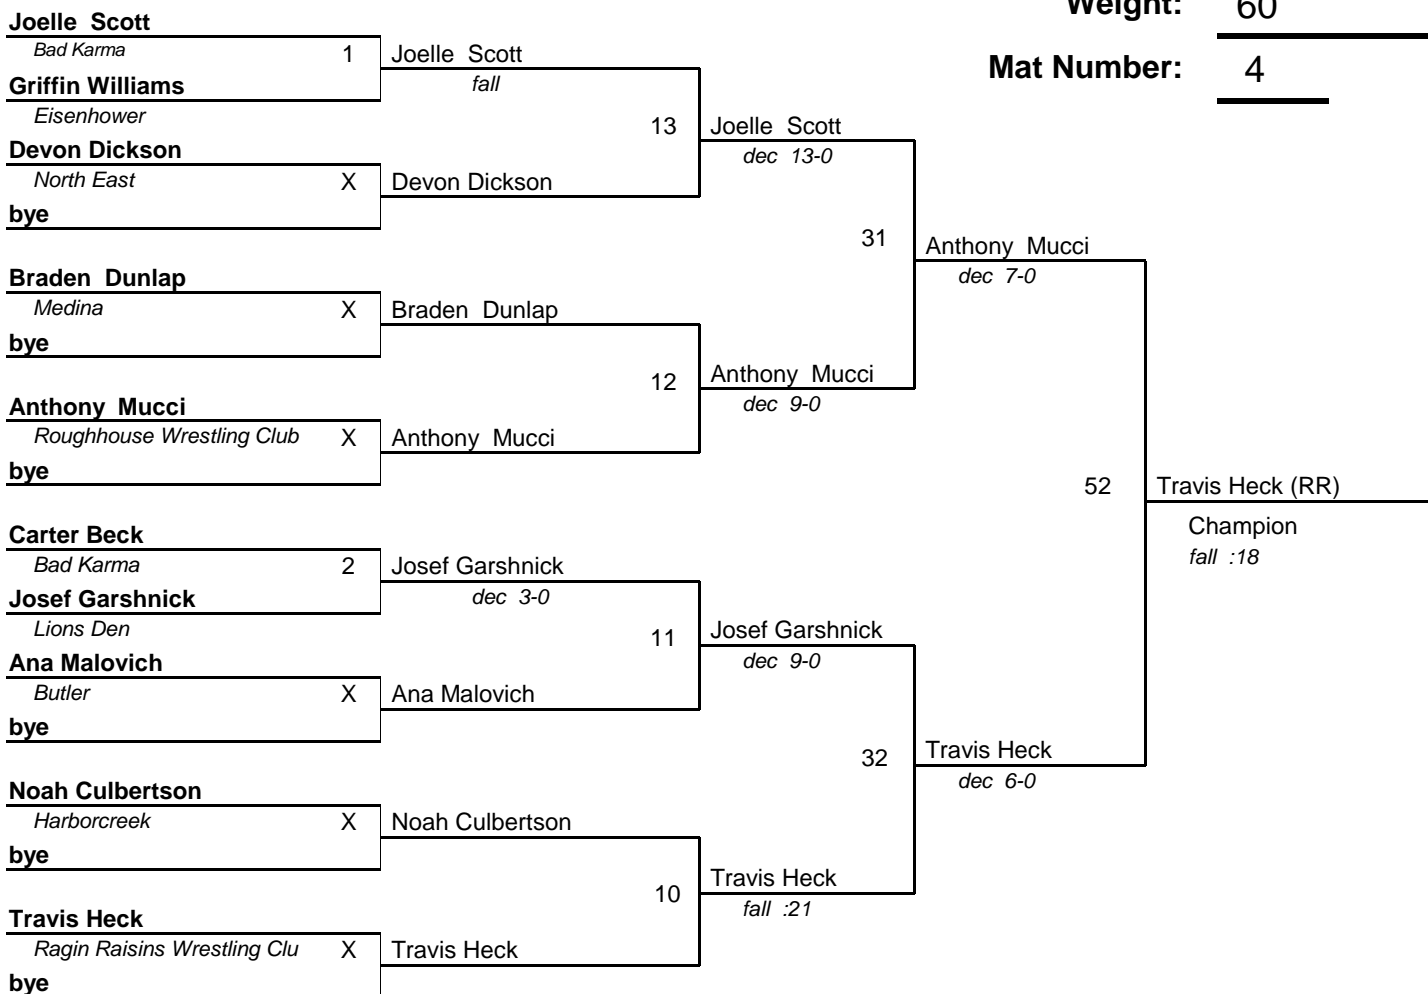 Weight: 60
Mat Number: 4
Joelle Scott
Bad Karma
1
Griffin Williams
Eisenhower
Devon Dickson
North East
X
bye
Braden Dunlap
Medina
X
bye
Anthony Mucci
Roughhouse Wrestling Club
X
bye
Carter Beck
Bad Karma
2
Josef Garshnick
Lions Den
Ana Malovich
Butler
X
bye
Noah Culbertson
Harborcreek
X
bye
Travis Heck
Ragin Raisins Wrestling Clu
X
bye
Joelle Scott
fall
13
Devon Dickson
Braden Dunlap
12
Anthony Mucci
Josef Garshnick
dec 3-0
11
Ana Malovich
Noah Culbertson
10
Travis Heck
Joelle Scott
dec 13-0
31
Anthony Mucci
dec 9-0
Josef Garshnick
dec 9-0
32
Travis Heck
fall :21
Anthony Mucci
dec 7-0
52
Travis Heck
dec 6-0
Travis Heck (RR)
Champion
fall :18